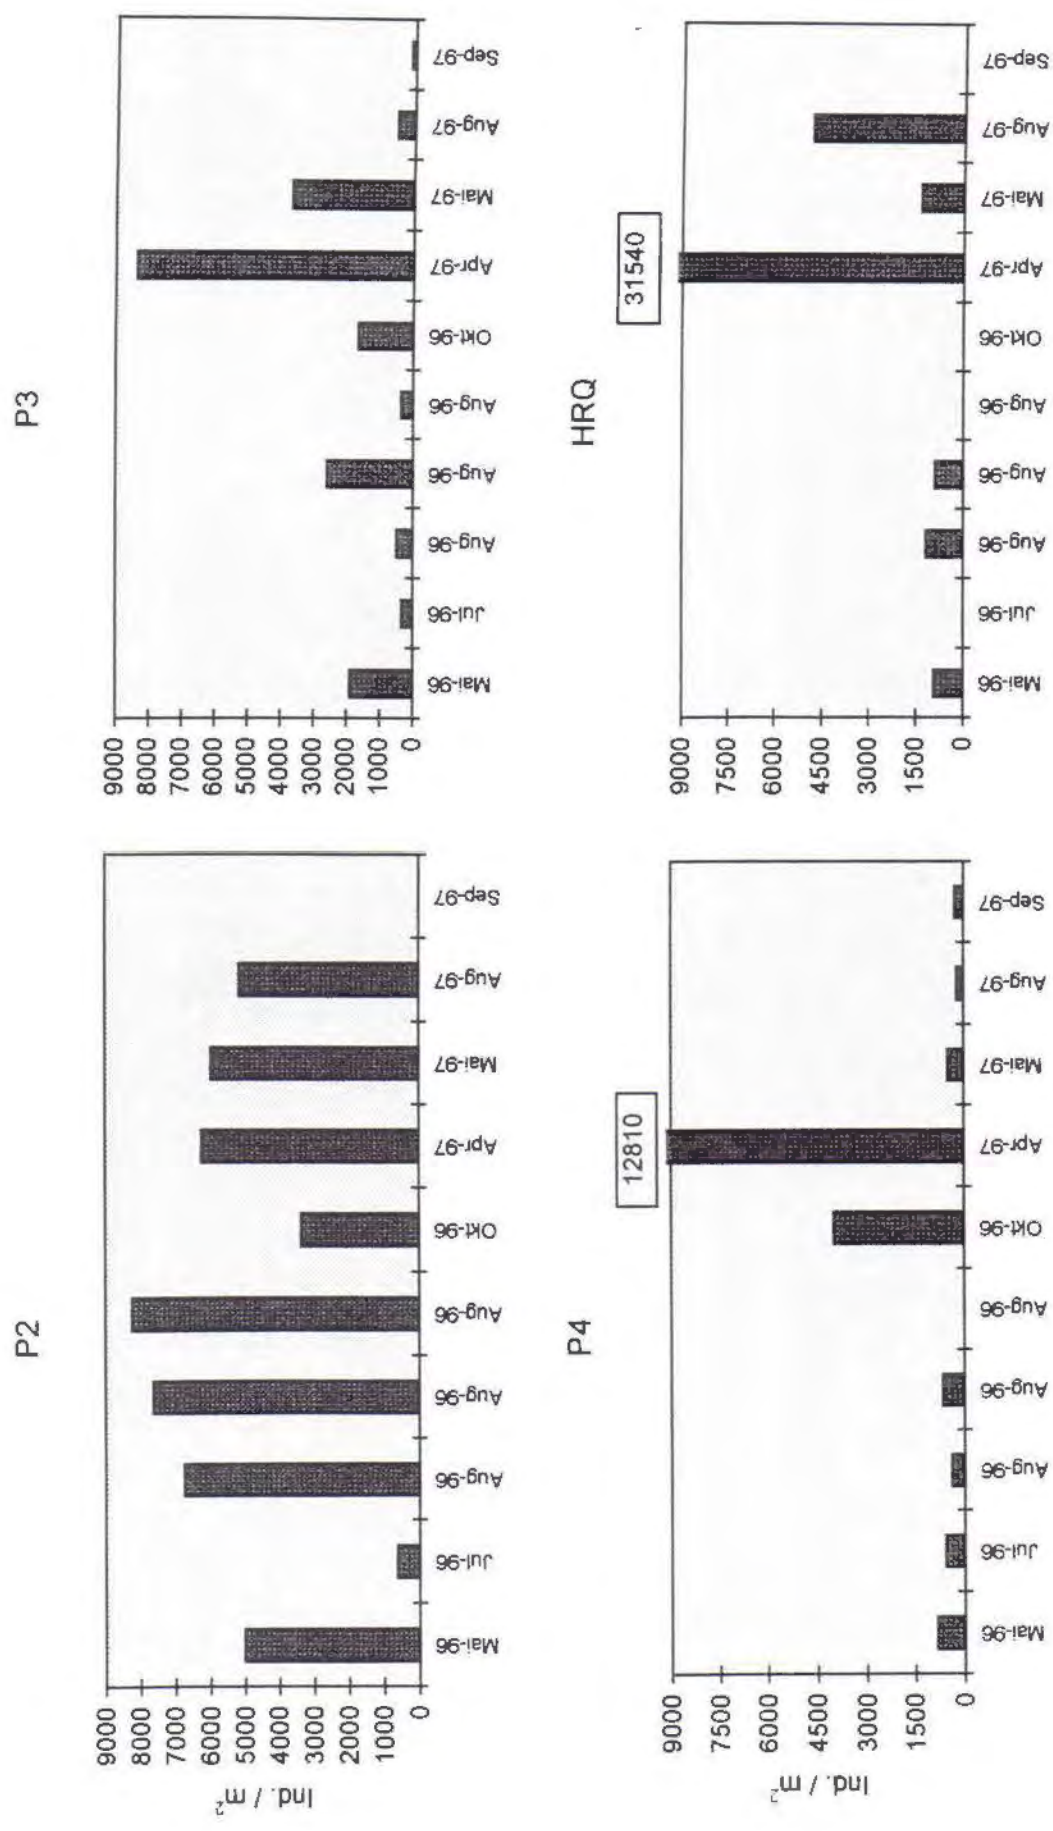 P2
Ind. / m²
9000
8000
7000
6000
5000
4000
3000
2000
1000
0
Mai-96
Jul-96
Aug-96
Aug-96
Aug-96
Okt-96
Apr-97
Mai-97
Aug-97
Sep-97
P3
9000
8000
7000
6000
5000
4000
3000
2000
1000
0
Mai-96
Jul-96
Aug-96
Aug-96
Aug-96
Okt-96
Apr-97
Mai-97
Aug-97
Sep-97
P4
12810
Ind. / m²
9000
7500
6000
4500
3000
1500
0
Mai-96
Jul-96
Aug-96
Aug-96
Aug-96
Okt-96
Apr-97
Mai-97
Aug-97
Sep-97
HRQ
31540
9000
7500
6000
4500
3000
1500
0
Mai-96
Jul-96
Aug-96
Aug-96
Aug-96
Okt-96
Apr-97
Mai-97
Aug-97
Sep-97